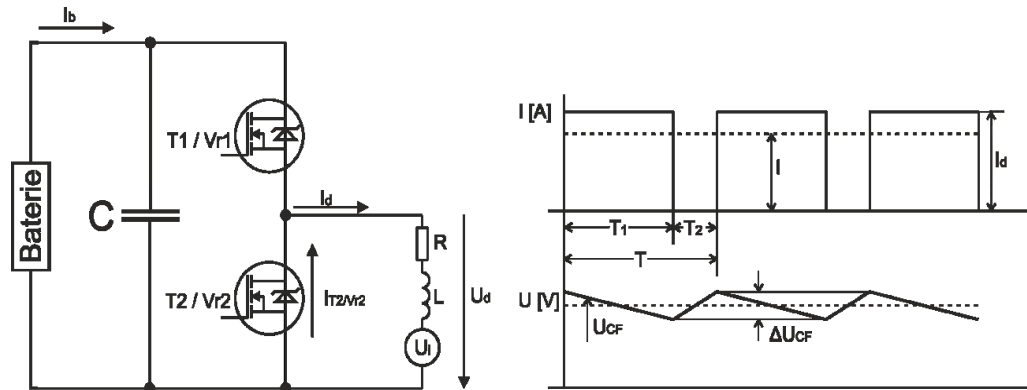 Ib
Baterie
C
T1 / Vr1
Id
T2 / Vr2
IT2/Vr2
R
L
UI
Ud
I [A]
I
Id
T1
T2
T
U [V]
UCF
ΔUCF